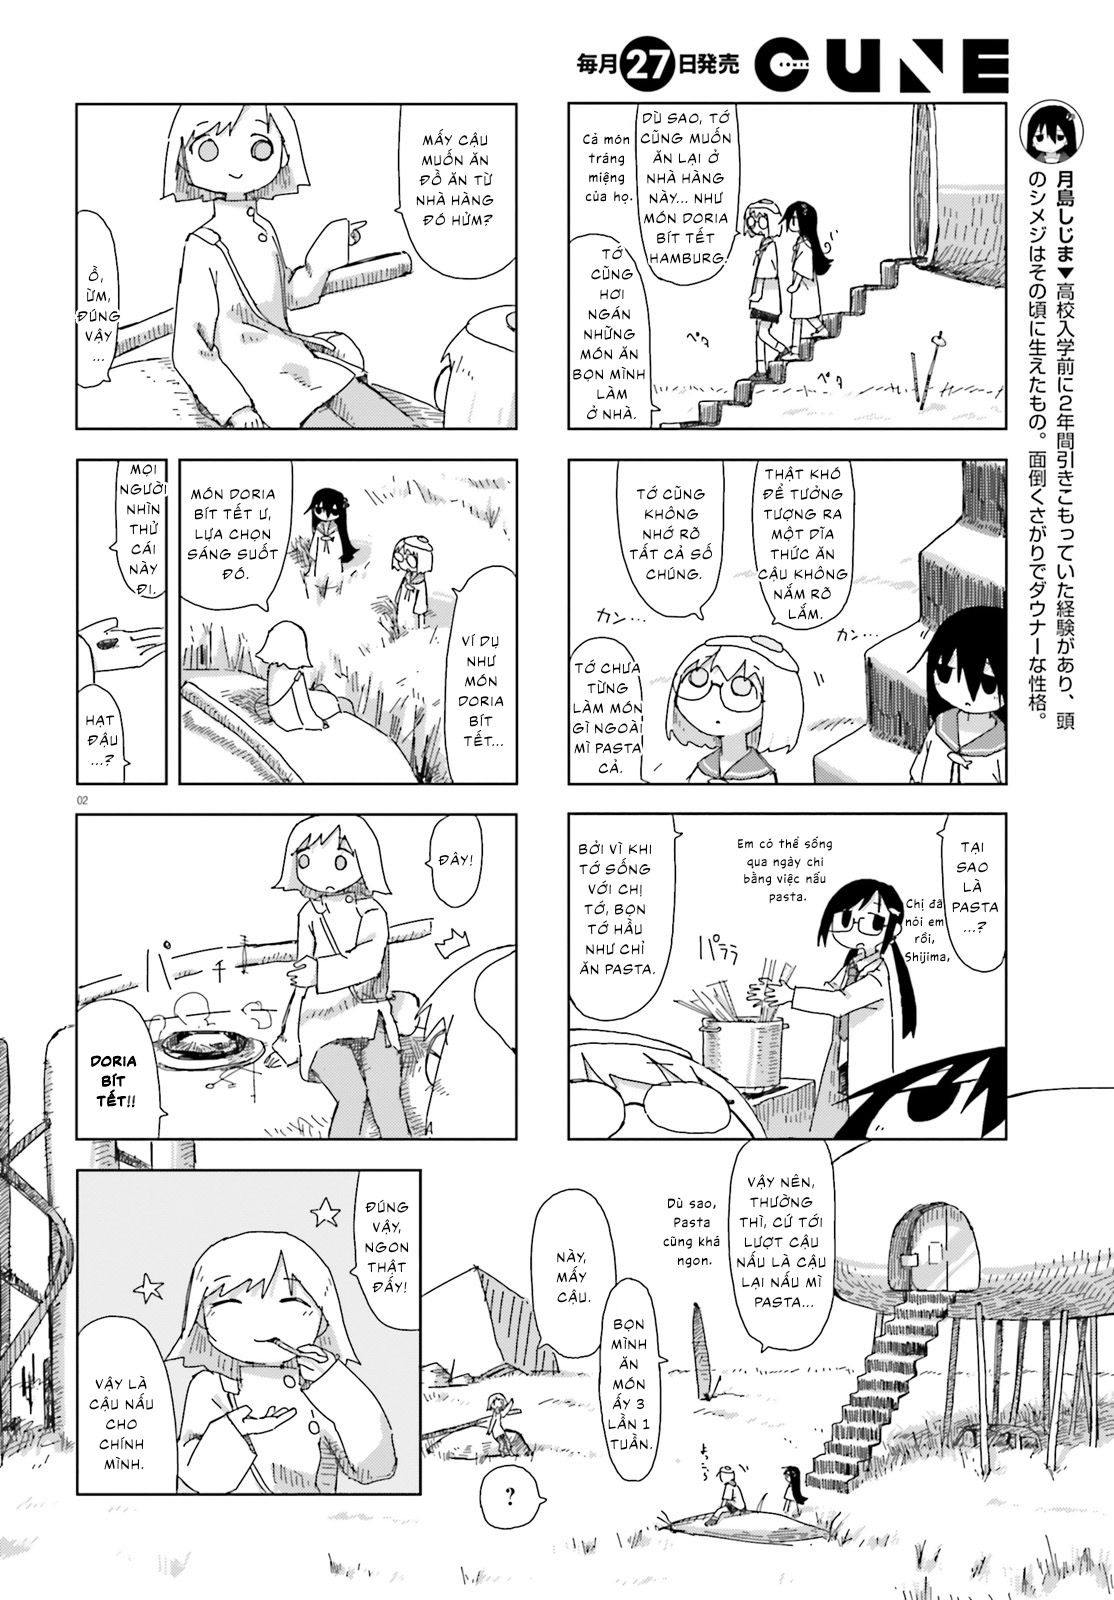 毎月27日発売 COMIC CUNE
月島しじま▼高校入学前に2年間引きこもっていた経験があり、頭
のシメジはその頃に生えたもの。面倒くさがりでダウナーな性格。
DÙ SAO, TỚ
CŨNG MUỐN
ĂN LẠI Ở
NHÀ HÀNG
NÀY... NHƯ
MÓN DORIA
BÍT TẾT
HAMBURG.
Cả món
tráng
miệng
của họ.
TỚ
CŨNG
HƠI
NGÁN
NHỮNG
MÓN ĂN
BỌN MÌNH
LÀM
Ở NHÀ.
ペタ
ペタ
THẬT KHÓ
ĐỂ TƯỞNG
TƯỢNG RA
MỘT DĨA
THỨC ĂN
CẬU KHÔNG
NẮM RÕ
LẮM.
TỚ CŨNG
KHÔNG
NHỚ RÕ
TẤT CẢ SỐ
CHÚNG.
カン...
カン...
TỚ CHƯA
TỪNG
LÀM MÓN
GÌ NGOÀI
MÌ PASTA
CẢ.
TẠI
SAO
LÀ
PASTA
...?
Chị đã
nói em
rồi,
Shijima,
Em có thể sống
qua ngày chỉ
bằng việc nấu
pasta.
パララ
BỞI VÌ KHI
TỚ SỐNG
VỚI CHỊ
TỚ, BỌN
TỚ HẦU
NHƯ CHỈ
ĂN PASTA.
VẬY NÊN,
THƯỜNG
THÌ, CỨ TỚI
LƯỢT CẬU
NẤU LÀ CẬU
LẠI NẤU MÌ
PASTA...
Dù sao,
Pasta
cũng khá
ngon.
BỌN
MÌNH
ĂN
MÓN
ẤY 3
LẦN 1
TUẦN.
NÀY,
MẤY
CẬU.
?
MẤY CẬU
MUỐN ĂN
ĐỒ ĂN TỪ
NHÀ HÀNG
ĐÓ HỬM?
Ồ,
ỪM,
ĐÚNG
VẬY
...
VÍ DỤ
NHƯ
MÓN
DORIA
BÍT
TẾT...
MÓN DORIA
BÍT TẾT Ư,
LỰA CHỌN
SÁNG SUỐT
ĐÓ.
MỌI
NGƯỜI
NHÌN
THỬ
CÁI
NÀY
ĐI.
HẠT
ĐẬU
...?
02
ĐÂY!
パチ
DORIA
BÍT
TẾT!!
ĐÚNG
VẬY,
NGON
THẬT
ĐẤY!
VẬY LÀ
CẬU NẤU
CHO
CHÍNH
MÌNH.